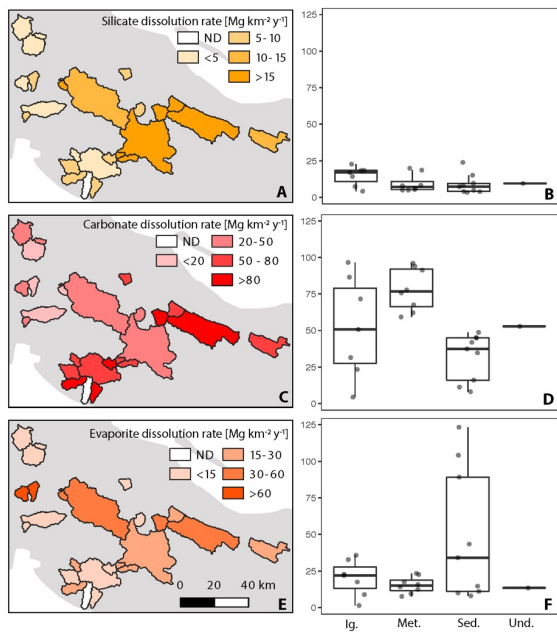 Silicate dissolution rate [Mg km⁻² y⁻¹]
ND
<5
5-10
10-15
>15
A
125
100
75
50
25
0
B
Carbonate dissolution rate [Mg km⁻² y⁻¹]
ND
<20
20-50
50 - 80
>80
C
125
100
75
50
25
0
D
Evaporite dissolution rate [Mg km⁻² y⁻¹]
ND
<15
15-30
30-60
>60
0 20 40 km
E
125
100
75
50
25
0
F
Ig. Met. Sed. Und.